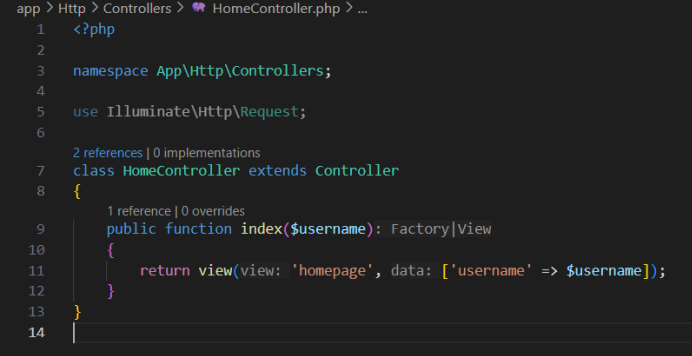 app > Http > Controllers > HomeController.php > ...
1 <?php
2
3 namespace App\Http\Controllers;
4
5 use Illuminate\Http\Request;
6
2 references | 0 implementations
7 class HomeController extends Controller
8 {
1 reference | 0 overrides
9 public function index($username): Factory|View
10 {
11 return view(view: 'homepage', data: ['username' => $username]);
12 }
13 }
14